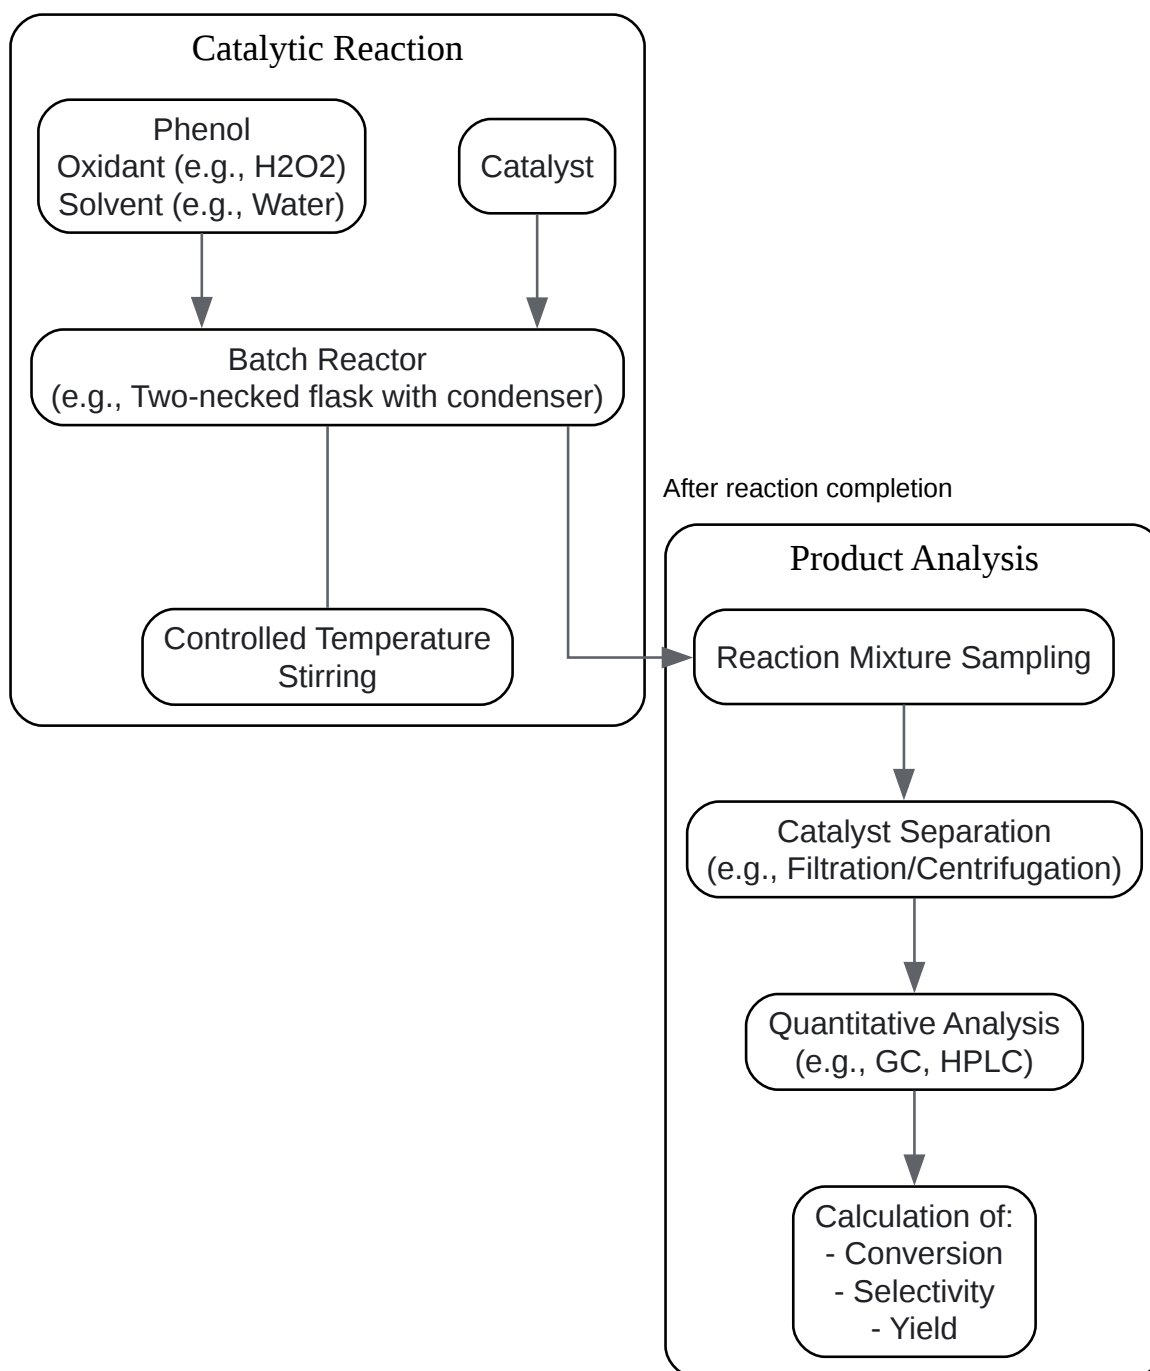 Catalytic Reaction
Phenol
Oxidant (e.g., H2O2)
Solvent (e.g., Water)
Catalyst
Batch Reactor
(e.g., Two-necked flask with condenser)
Controlled Temperature
Stirring
After reaction completion
Product Analysis
Reaction Mixture Sampling
Catalyst Separation
(e.g., Filtration/Centrifugation)
Quantitative Analysis
(e.g., GC, HPLC)
Calculation of:
- Conversion
- Selectivity
- Yield